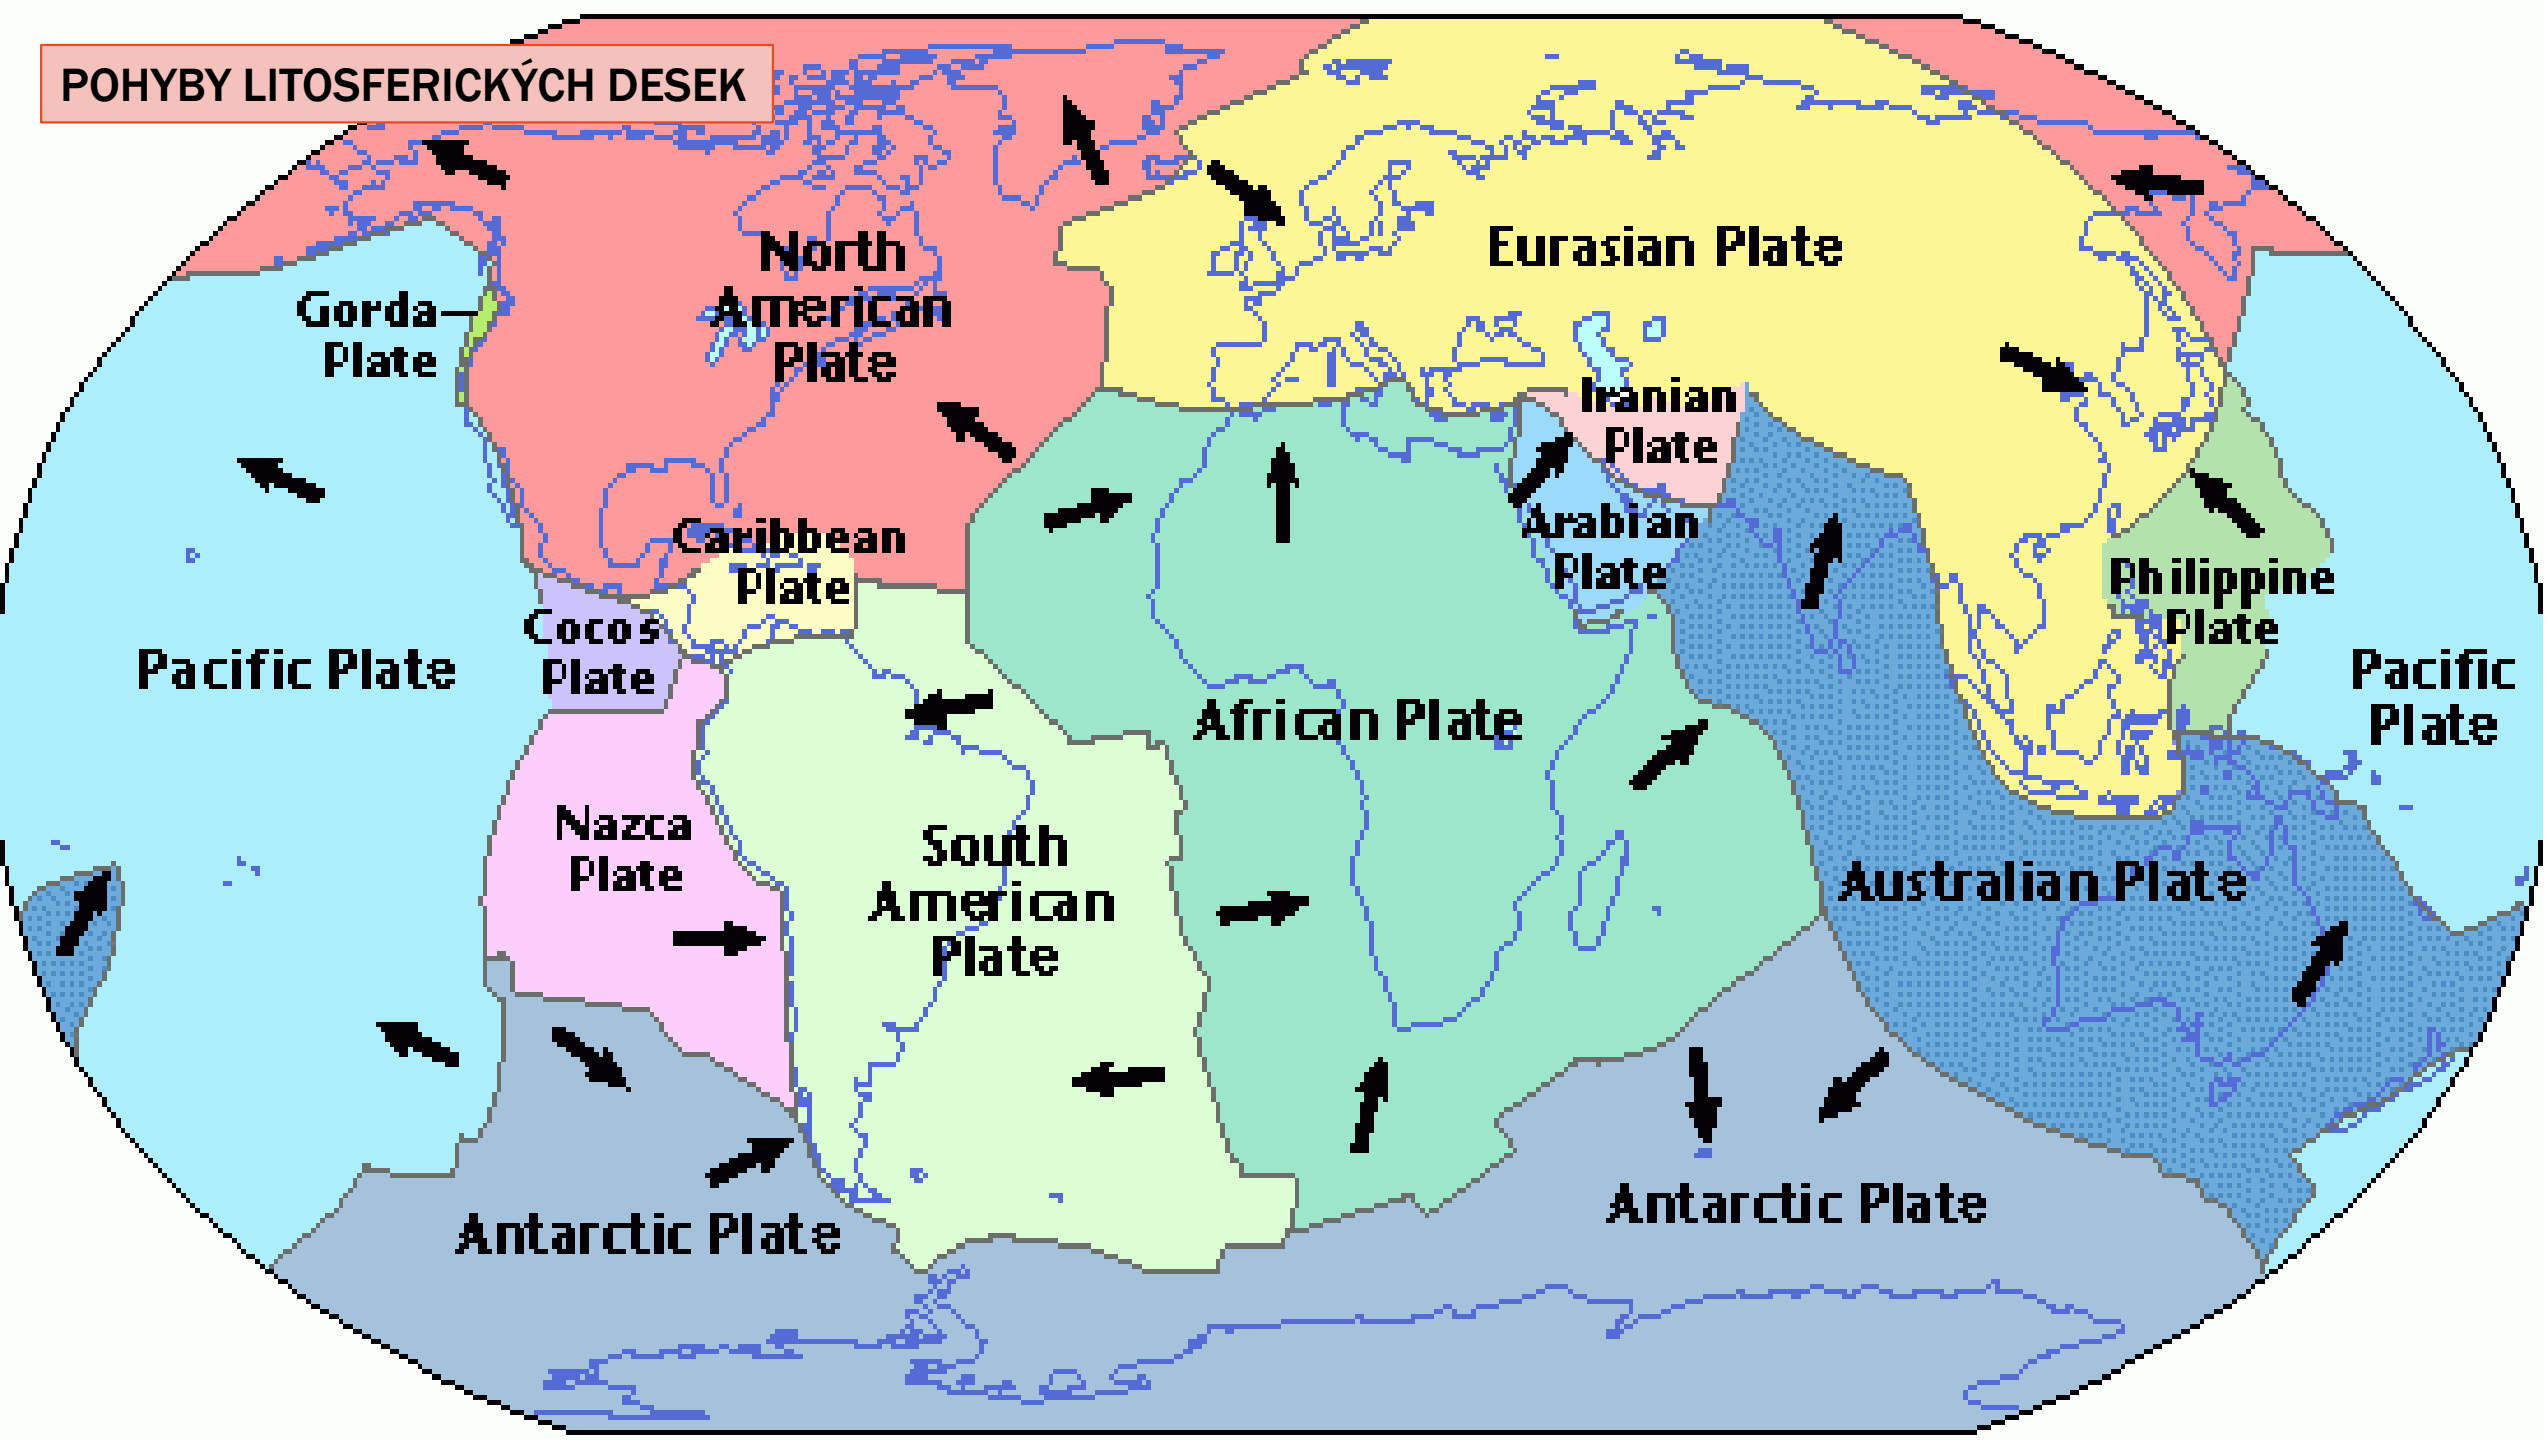 POHYBY LITOSFERICKÝCH DESEK
North
American
Plate
Eurasian Plate
Gorda
Plate
Iranian
Plate
Caribbean
Plate
Arabian
Plate
Philippine
Plate
Cocos
Plate
Pacific Plate
African Plate
Pacific
Plate
Nazca
Plate
South
American
Plate
Australian Plate
Antarctic Plate
Antarctic Plate